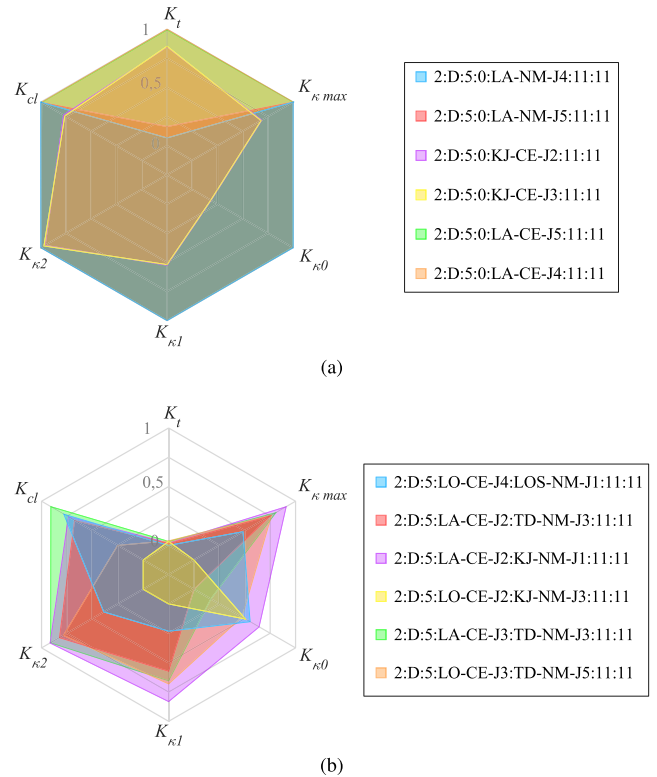 K_t
1
0,5
0
K_κ max
K_cl
K_κ2
K_κ0
K_κ1
2:D:5:0:LA-NM-J4:11:11
2:D:5:0:LA-NM-J5:11:11
2:D:5:0:KJ-CE-J2:11:11
2:D:5:0:KJ-CE-J3:11:11
2:D:5:0:LA-CE-J5:11:11
2:D:5:0:LA-CE-J4:11:11
(a)
K_t
1
0,5
0
K_κ max
K_cl
K_κ2
K_κ0
K_κ1
2:D:5:LO-CE-J4:LOS-NM-J1:11:11
2:D:5:LA-CE-J2:TD-NM-J3:11:11
2:D:5:LA-CE-J2:KJ-NM-J1:11:11
2:D:5:LO-CE-J2:KJ-NM-J3:11:11
2:D:5:LA-CE-J3:TD-NM-J3:11:11
2:D:5:LO-CE-J3:TD-NM-J5:11:11
(b)